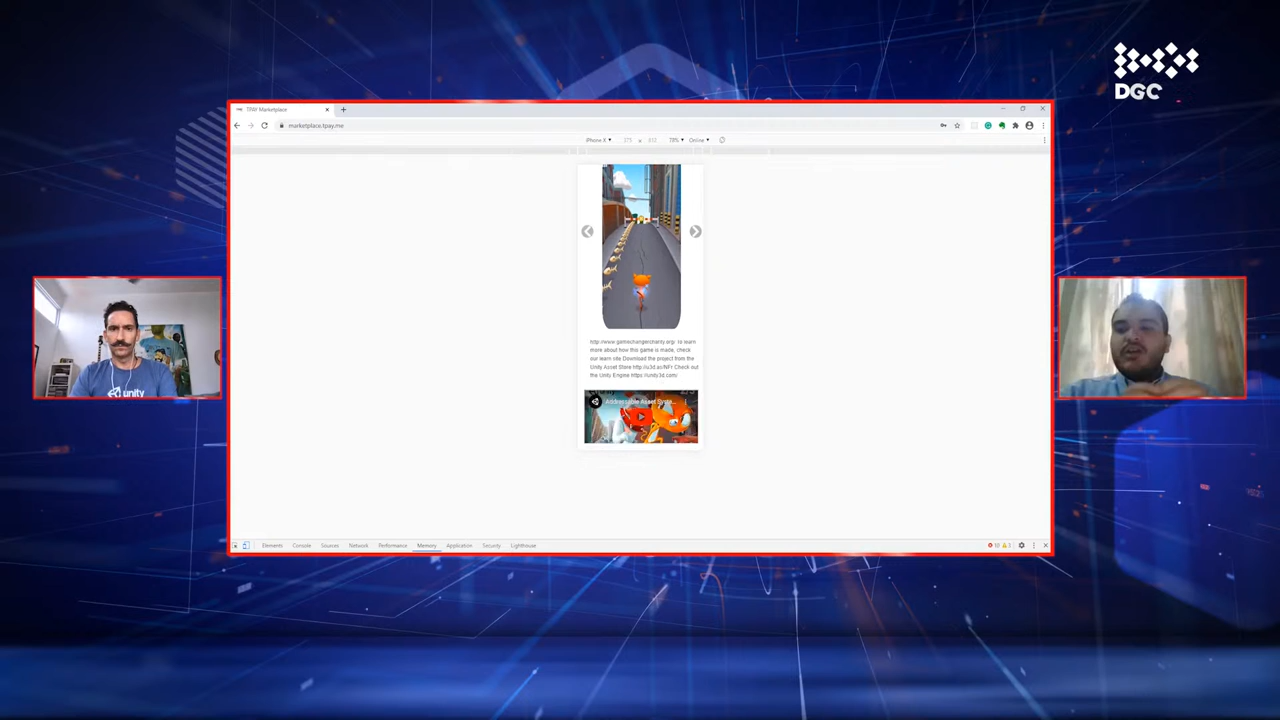 DGC
TPAY Marketplace
marketplace.tpay.me
iPhone X
375 x 812
78%
Online
http://www.gamechangercharity.org/ To learn
more about how this game is made, check
our learn site Download the project from the
Unity Asset Store http://u3d.as/NFr Check out
the Unity Engine https://unity3d.com/
Addressable Asset Syste...
unity
Elements Console Sources Network Performance Memory Application Security Lighthouse